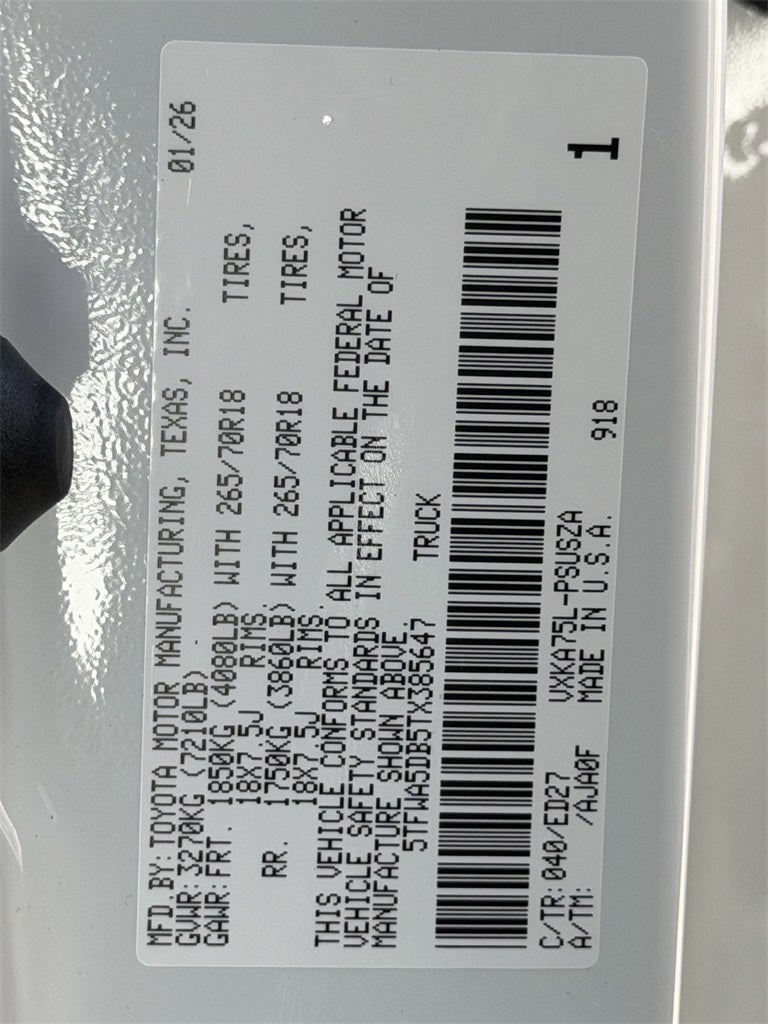 MFD.BY:TOYOTA MOTOR MANUFACTURING, TEXAS, INC. 01/26
GVWR:3270KG (7210LB)
GAWR:FRT. 1850KG (4080LB) WITH 265/70R18 TIRES,
18X7.5J RIMS.
RR. 1750KG (3860LB) WITH 265/70R18 TIRES,
18X7.5J RIMS.
THIS VEHICLE CONFORMS TO ALL APPLICABLE FEDERAL MOTOR
VEHICLE SAFETY STANDARDS IN EFFECT ON THE DATE OF
MANUFACTURE SHOWN ABOVE.
5TFWA5DB5TX385647 TRUCK
C/TR:040/ED27 VXKA75L-PSUSZA 918 1
A/TM: /AJA0F MADE IN U.S.A.